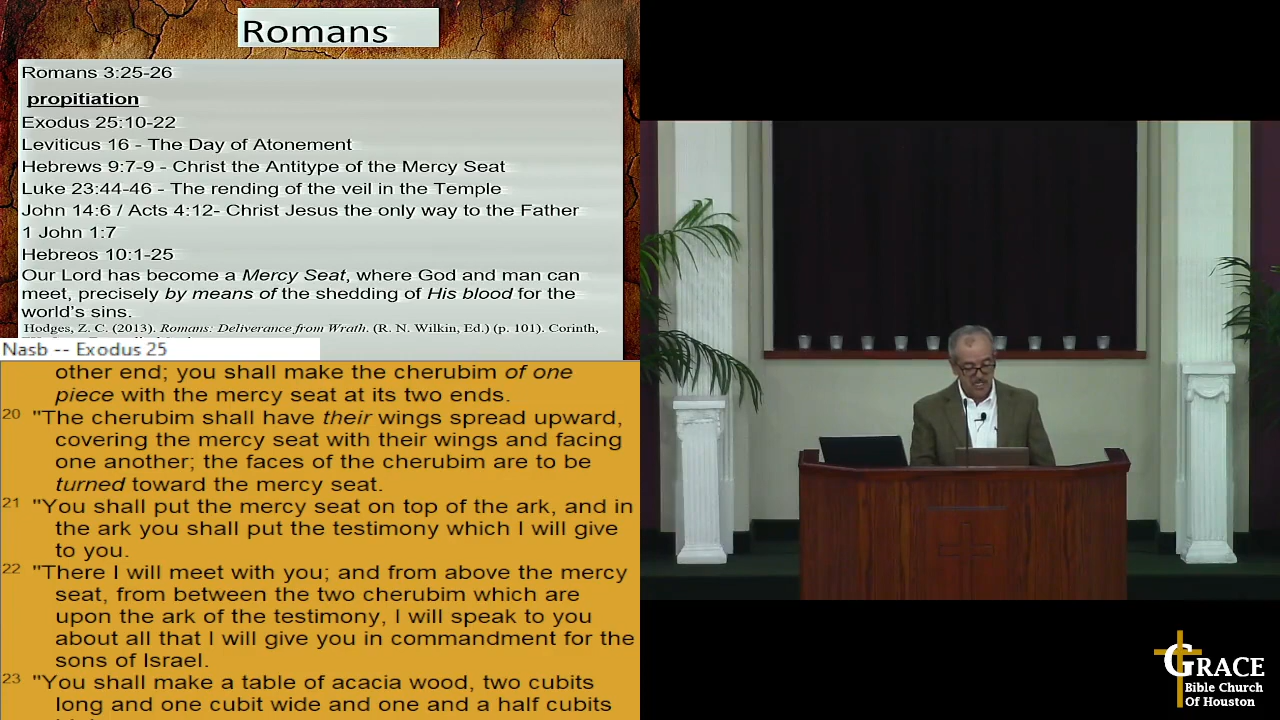 Romans
Romans 3:25-26
propitiation
Exodus 25:10-22
Leviticus 16 - The Day of Atonement
Hebrews 9:7-9 - Christ the Antitype of the Mercy Seat
Luke 23:44-46 - The rending of the veil in the Temple
John 14:6 / Acts 4:12- Christ Jesus the only way to the Father
1 John 1:7
Hebreos 10:1-25
Our Lord has become a Mercy Seat, where God and man can
meet, precisely by means of the shedding of His blood for the
world's sins.
Hodges, Z. C. (2013). Romans: Deliverance from Wrath. (R. N. Wilkin, Ed.) (p. 101). Corinth,
Nasb -- Exodus 25
other end; you shall make the cherubim of one
piece with the mercy seat at its two ends.
20 "The cherubim shall have their wings spread upward,
covering the mercy seat with their wings and facing
one another; the faces of the cherubim are to be
turned toward the mercy seat.
21 "You shall put the mercy seat on top of the ark, and in
the ark you shall put the testimony which I will give
to you.
22 "There I will meet with you; and from above the mercy
seat, from between the two cherubim which are
upon the ark of the testimony, I will speak to you
about all that I will give you in commandment for the
sons of Israel.
23 "You shall make a table of acacia wood, two cubits
long and one cubit wide and one and a half cubits
GRACE
Bible Church
Of Houston